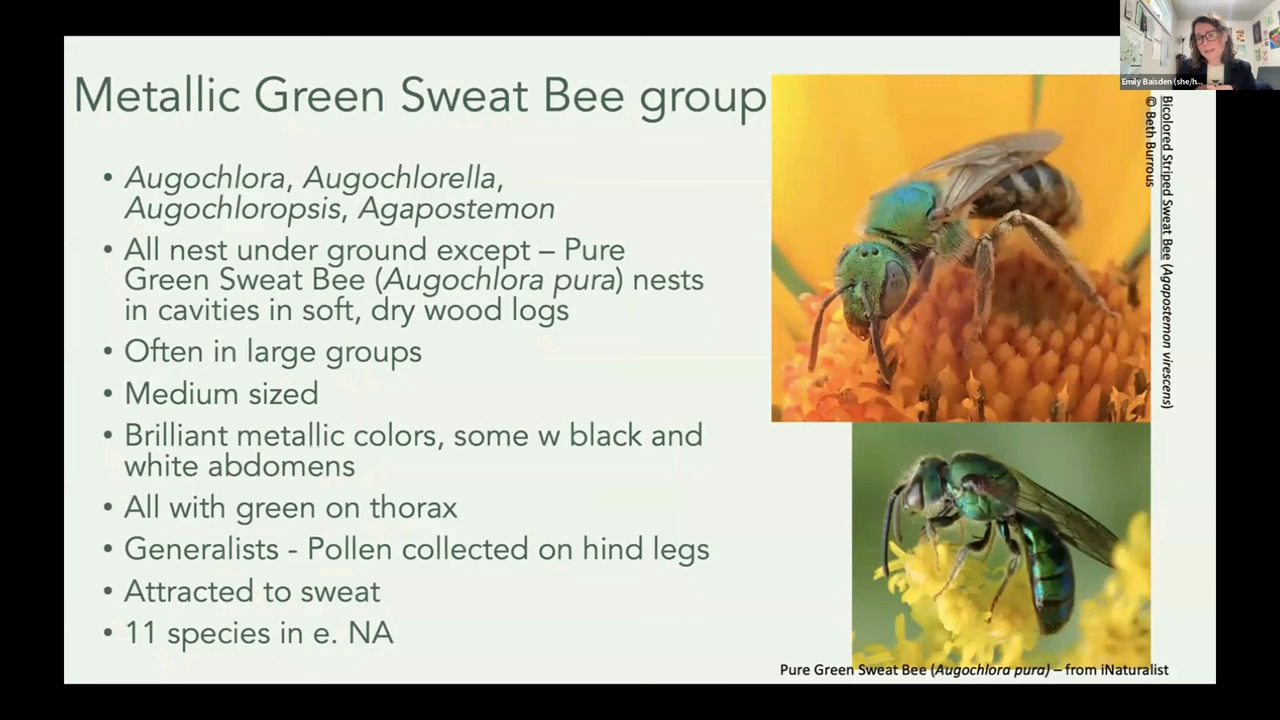 Metallic Green Sweat Bee group
• Augochlora, Augochlorella,
Augochloropsis, Agapostemon
• All nest under ground except – Pure
Green Sweat Bee (Augochlora pura) nests
in cavities in soft, dry wood logs
• Often in large groups
• Medium sized
• Brilliant metallic colors, some w black and
white abdomens
• All with green on thorax
• Generalists - Pollen collected on hind legs
• Attracted to sweat
• 11 species in e. NA
Bicolored Striped Sweat Bee (Agapostemon virescens)
© Beth Burrous
Pure Green Sweat Bee (Augochlora pura) – from iNaturalist
Emily Baisden (she/h...